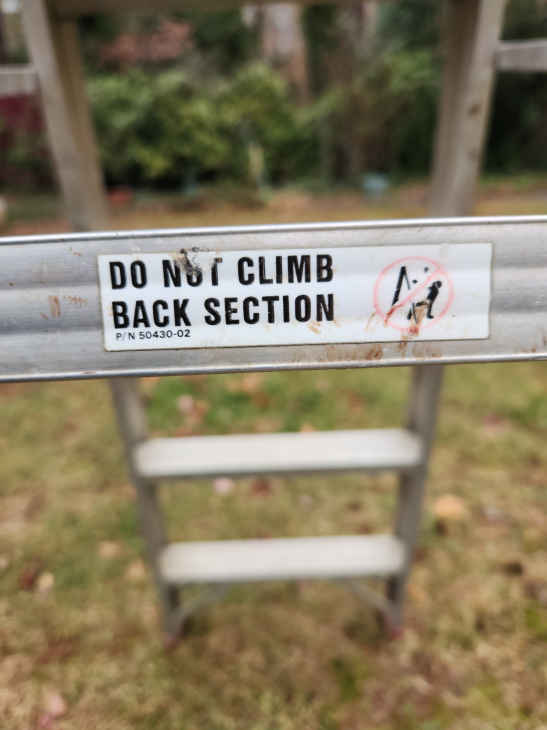 DO NOT CLIMB
BACK SECTION
P/N 50430-02